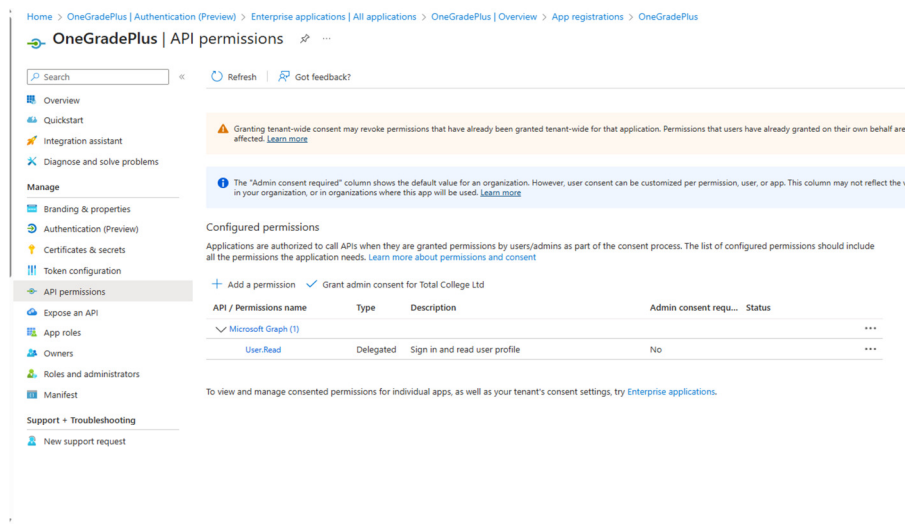 Home > OneGradePlus | Authentication (Preview) > Enterprise applications | All applications > OneGradePlus | Overview > App registrations > OneGradePlus
OneGradePlus | API permissions
Search
Refresh
Got feedback?
Overview
Quickstart
Integration assistant
Diagnose and solve problems
Manage
Branding & properties
Authentication (Preview)
Certificates & secrets
Token configuration
API permissions
Expose an API
App roles
Owners
Roles and administrators
Manifest
Support + Troubleshooting
New support request
Granting tenant-wide consent may revoke permissions that have already been granted tenant-wide for that application. Permissions that users have already granted on their own behalf are
affected. Learn more
The "Admin consent required" column shows the default value for an organization. However, user consent can be customized per permission, user, or app. This column may not reflect the
in your organization, or in organizations where this app will be used. Learn more
Configured permissions
Applications are authorized to call APIs when they are granted permissions by users/admins as part of the consent process. The list of configured permissions should include
all the permissions the application needs. Learn more about permissions and consent
Add a permission
Grant admin consent for Total College Ltd
API / Permissions name Type Description Admin consent requ... Status
Microsoft Graph (1)
User.Read Delegated Sign in and read user profile No
To view and manage consented permissions for individual apps, as well as your tenant's consent settings, try Enterprise applications.